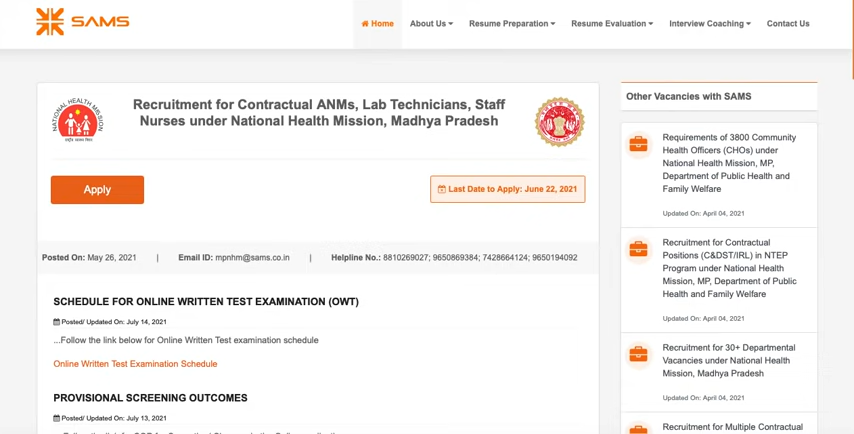 SAMS
Home
About Us
Resume Preparation
Resume Evaluation
Interview Coaching
Contact Us
NATIONAL HEALTH MISSION
Recruitment for Contractual ANMs, Lab Technicians, Staff
Nurses under National Health Mission, Madhya Pradesh
Apply
Last Date to Apply: June 22, 2021
Posted On: May 26, 2021 | Email ID: mpnhm@sams.co.in | Helpline No.: 8810269027; 9650869384; 7428664124; 9650194092
SCHEDULE FOR ONLINE WRITTEN TEST EXAMINATION (OWT)
Posted/ Updated On: July 14, 2021
...Follow the link below for Online Written Test examination schedule
Online Written Test Examination Schedule
PROVISIONAL SCREENING OUTCOMES
Posted/ Updated On: July 13, 2021
Other Vacancies with SAMS
Requirements of 3800 Community
Health Officers (CHOs) under
National Health Mission, MP,
Department of Public Health and
Family Welfare
Updated On: April 04, 2021
Recruitment for Contractual
Positions (C&DST/IRL) in NTEP
Program under National Health
Mission, MP, Department of Public
Health and Family Welfare
Updated On: April 04, 2021
Recruitment for 30+ Departmental
Vacancies under National Health
Mission, Madhya Pradesh
Updated On: April 04, 2021
Recruitment for Multiple Contractual